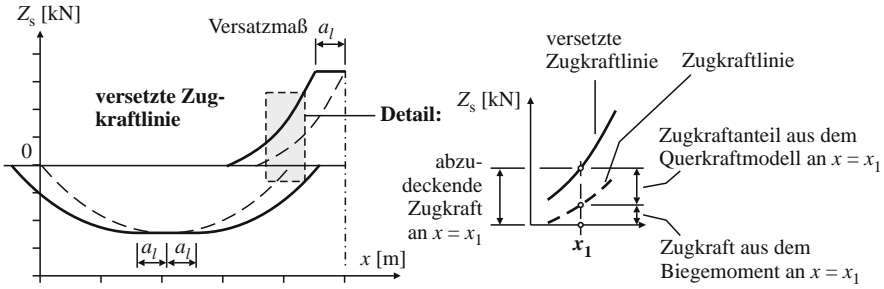 Z_s [kN]
Versatzmaß a_l
versetzte Zug-
kraftlinie
Detail:
0
a_l a_l
x [m]
versetzte
Zugkraftlinie
Zugkraftlinie
Z_s [kN]
abzu-
deckende
Zugkraft
an x = x_1
x_1
Zugkraftanteil aus dem
Querkraftmodell an x = x_1
Zugkraft aus dem
Biegemoment an x = x_1